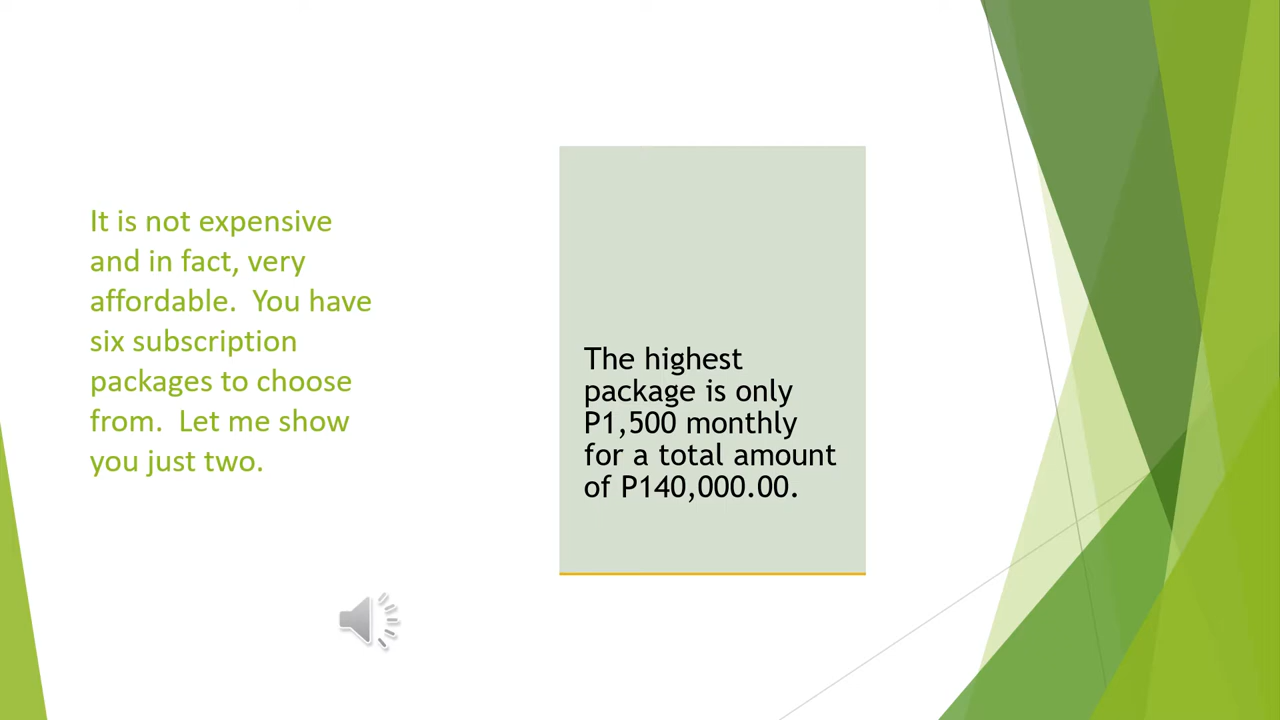 It is not expensive
and in fact, very
affordable.  You have
six subscription
packages to choose
from.  Let me show
you just two.
The highest
package is only
P1,500 monthly
for a total amount
of P140,000.00.